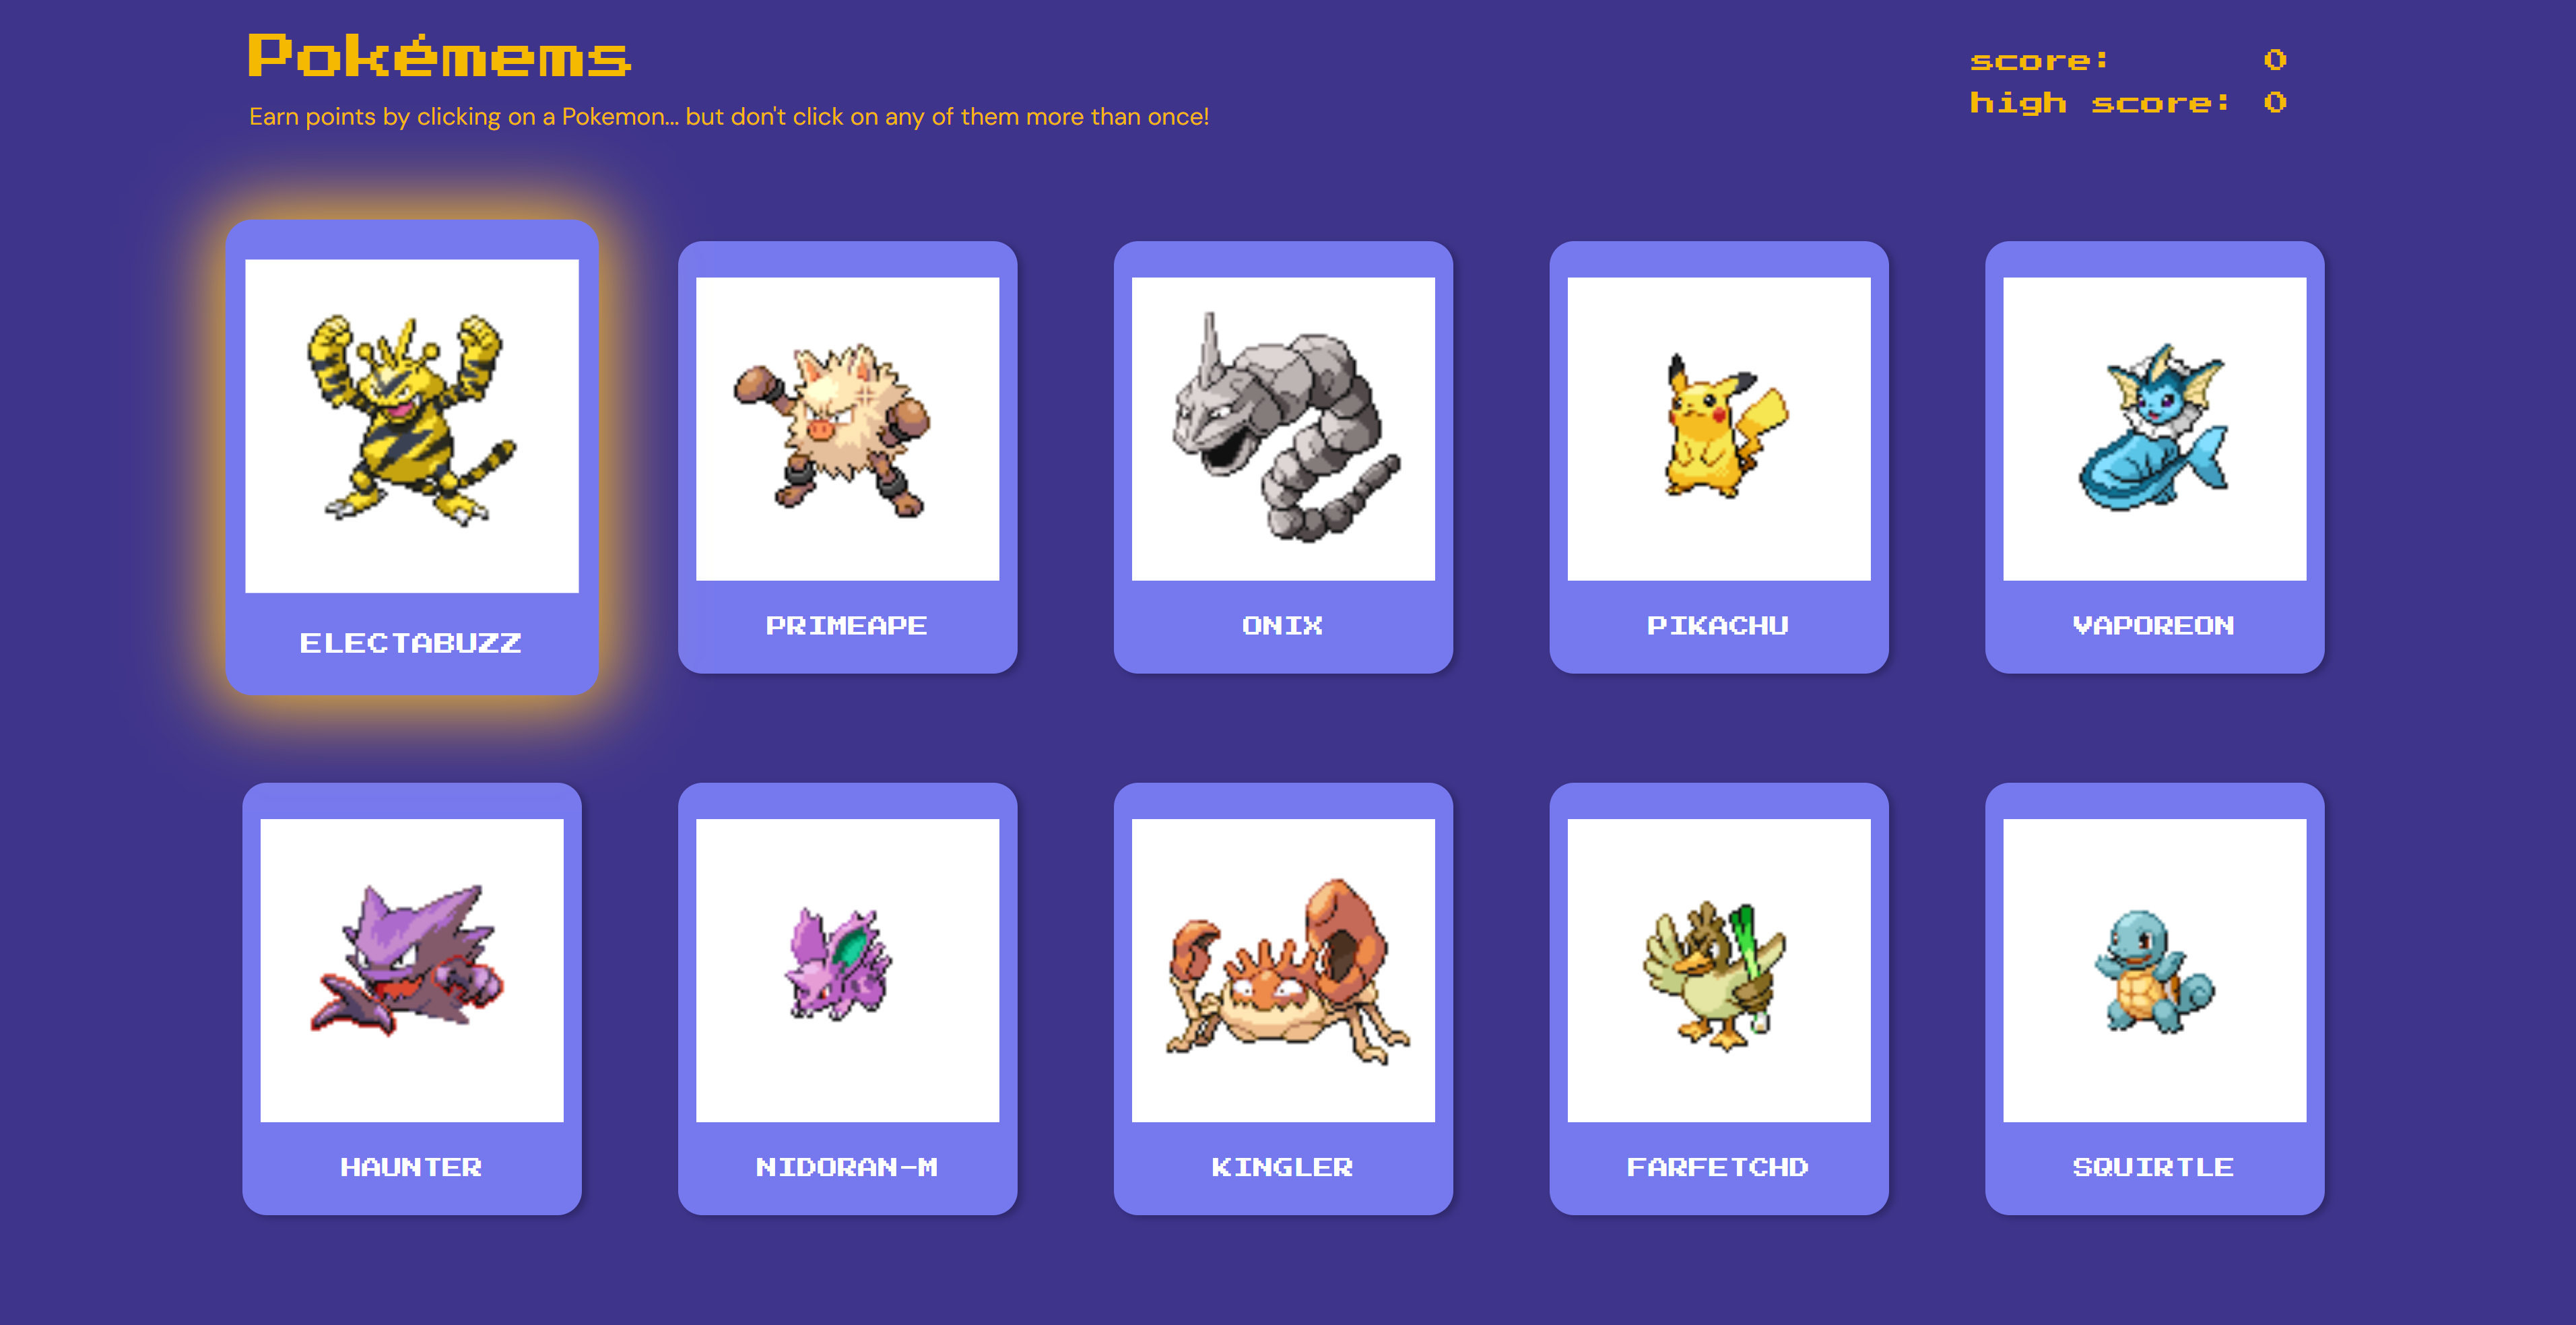 Pokémems
Earn points by clicking on a Pokemon... but don't click on any of them more than once!
score: 0
high score: 0
ELECTABUZZ
PRIMEAPE
ONIX
PIKACHU
VAPOREON
HAUNTER
NIDORAN-M
KINGLER
FARFETCHD
SQUIRTLE